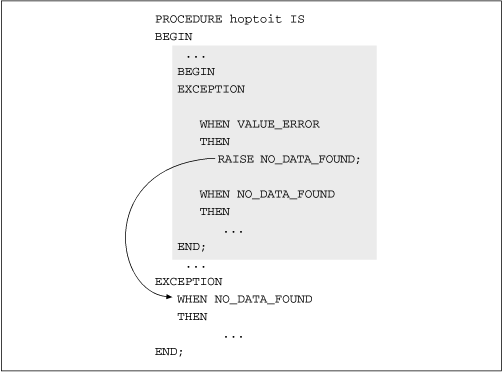 PROCEDURE hoptoit IS
BEGIN
...
BEGIN
EXCEPTION
WHEN VALUE_ERROR
THEN
RAISE NO_DATA_FOUND;
WHEN NO_DATA_FOUND
THEN
...
END;
...
EXCEPTION
WHEN NO_DATA_FOUND
THEN
...
END;